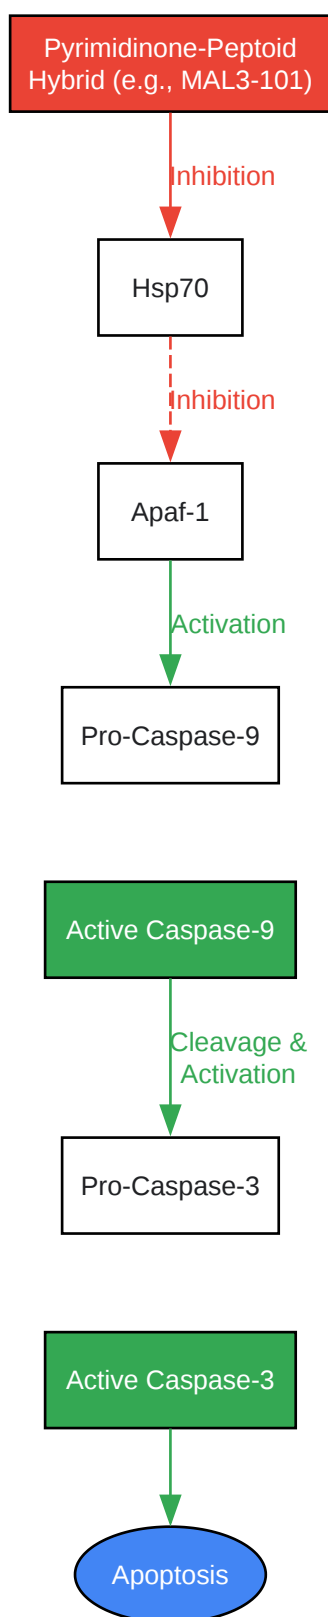 Pyrimidinone-Peptoid
Hybrid (e.g., MAL3-101)
Inhibition
Hsp70
Inhibition
Apaf-1
Activation
Pro-Caspase-9
Active Caspase-9
Cleavage &
Activation
Pro-Caspase-3
Active Caspase-3
Apoptosis